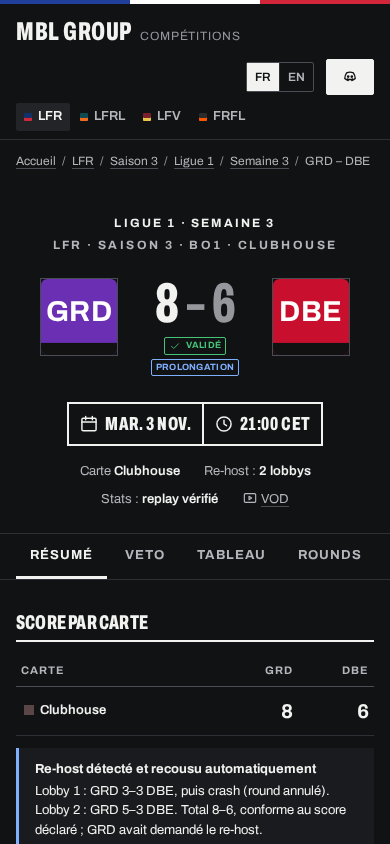 MBL GROUP COMPÉTITIONS
FR EN
LFR LFRL LFV FRFL
Accueil / LFR / Saison 3 / Ligue 1 / Semaine 3 / GRD – DBE
LIGUE 1 · SEMAINE 3
LFR · SAISON 3 · BO1 · CLUBHOUSE
GRD 8 – 6 DBE
VALIDÉ
PROLONGATION
MAR. 3 NOV. 21:00 CET
Carte Clubhouse Re-host : 2 lobbys
Stats : replay vérifié VOD
RÉSUMÉ VETO TABLEAU ROUNDS
SCORE PAR CARTE
CARTE GRD DBE
Clubhouse 8 6
Re-host détecté et recousu automatiquement
Lobby 1 : GRD 3–3 DBE, puis crash (round annulé).
Lobby 2 : GRD 5–3 DBE. Total 8–6, conforme au score
déclaré ; GRD avait demandé le re-host.